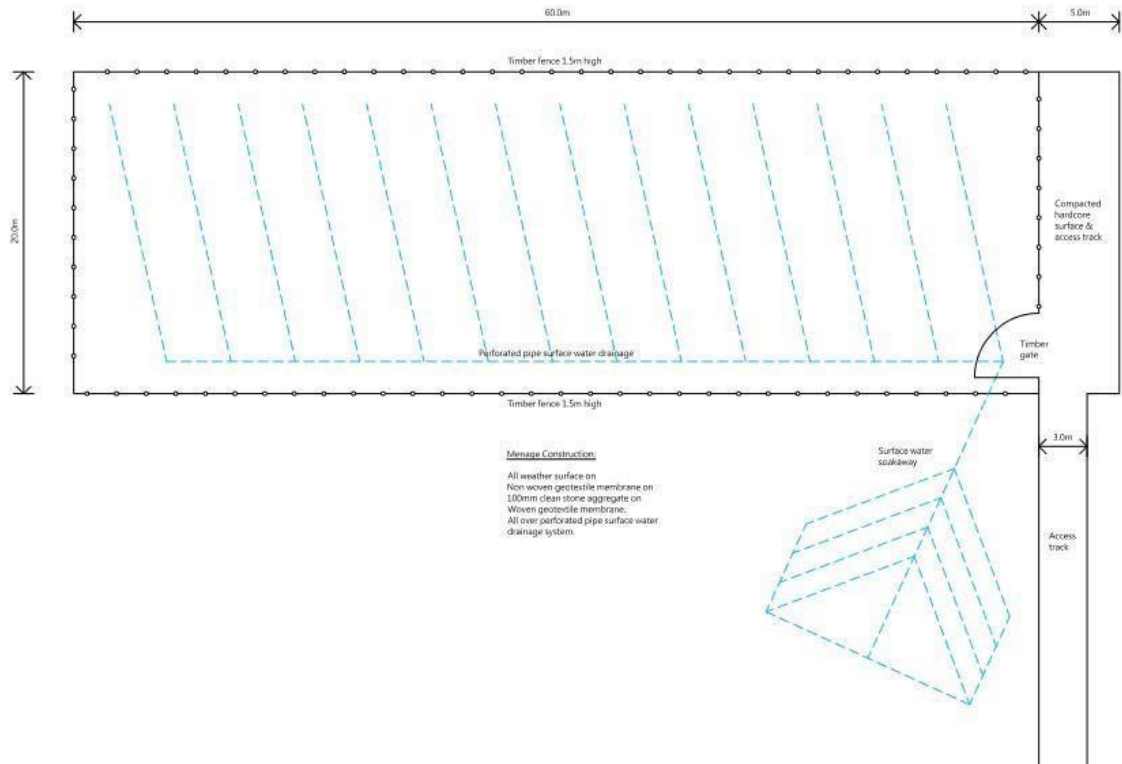 60.0m
5.0m
Timber fence 1.5m high
20.0m
Compacted
hardcore
surface &
access track
Timber
gate
Perforated pipe surface water drainage
Timber fence 1.5m high
3.0m
Surface water
soakaway
Menage Construction:
All weather surface on
Non woven geotextile membrane on
100mm clean stone aggregate on
Woven geotextile membrane.
All over perforated pipe surface water
drainage system
Access
track